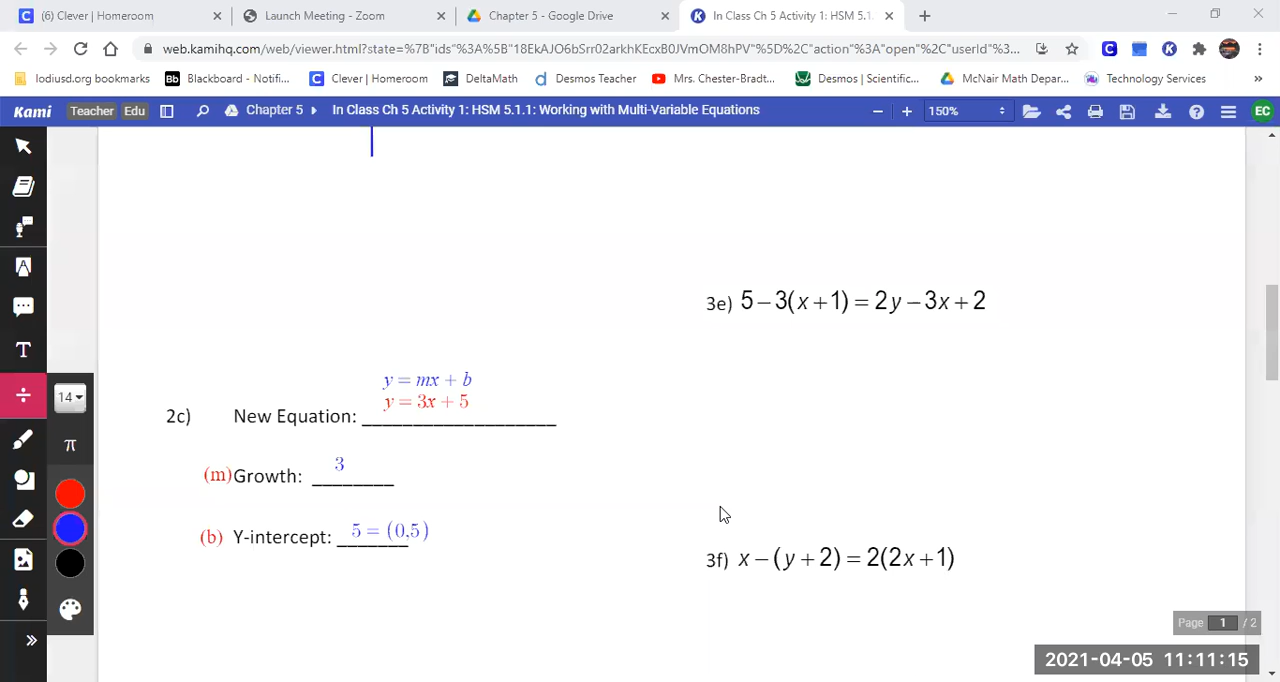 (6) Clever | Homeroom
Launch Meeting - Zoom
Chapter 5 - Google Drive
In Class Ch 5 Activity 1: HSM 5.1.
web.kamihq.com/web/viewer.html?state=%7B"ids"%3A%5B"18EkAJO6bSrr02arkhKEcxB0JVmOM8hPV"%5D%2C"action"%3A"open"%2C"userId"%3...
lodiusd.org bookmarks
Blackboard - Notifi...
Clever | Homeroom
DeltaMath
Desmos Teacher
Mrs. Chester-Bradt...
Desmos | Scientific...
McNair Math Depar...
Technology Services
»
Kami Teacher Edu Chapter 5 In Class Ch 5 Activity 1: HSM 5.1.1: Working with Multi-Variable Equations 150% EC
3e) 5 – 3(x + 1) = 2y – 3x + 2
y = mx + b
y = 3x + 5
2c) New Equation: ____________________
14
π
(m)Growth: 3
(b) Y-intercept: 5 = (0,5)
3f) x – (y + 2) = 2(2x + 1)
Page 1 / 2
2021-04-05 11:11:15